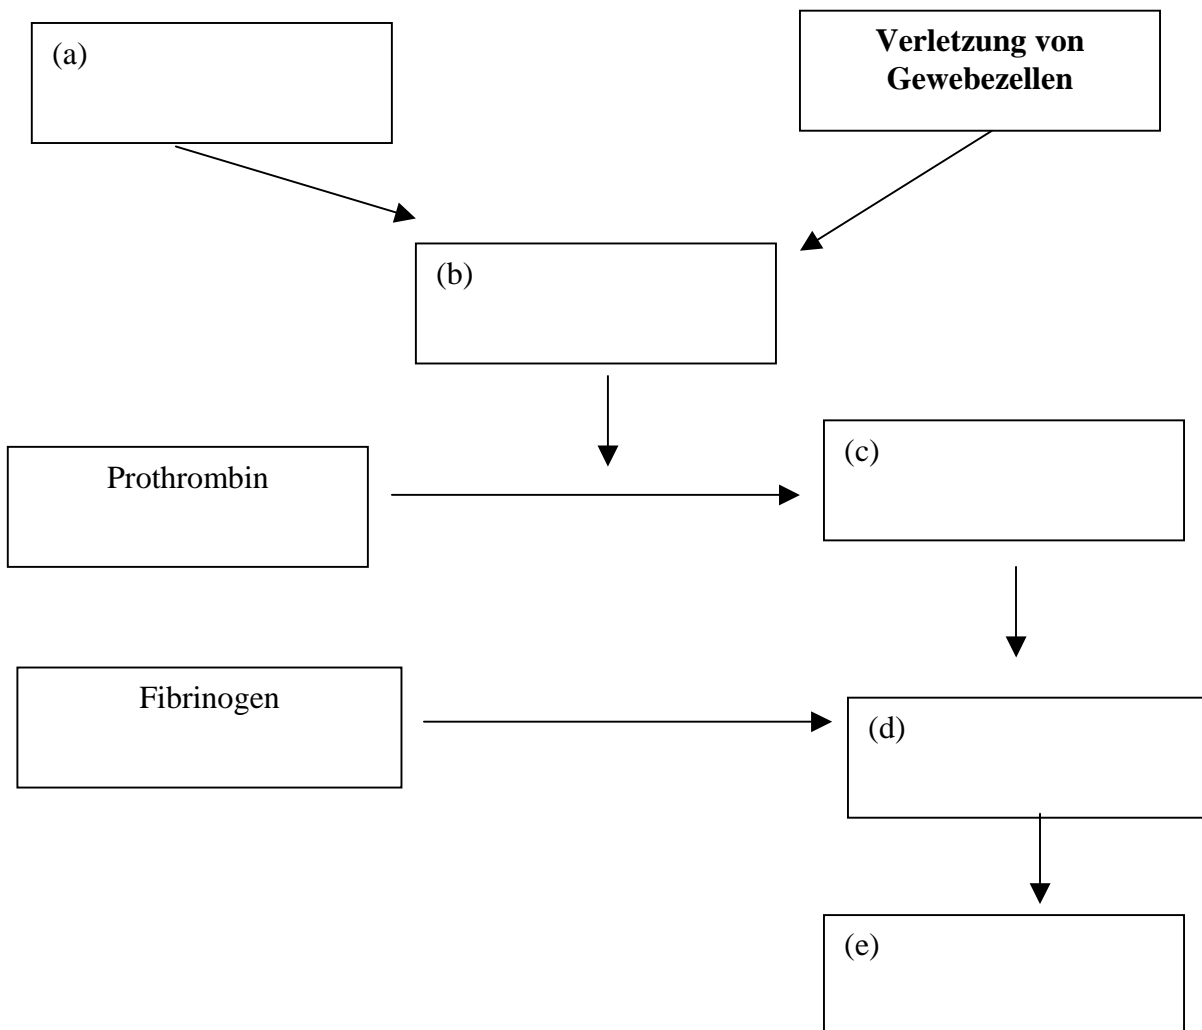 (a)
Verletzung von
Gewebezellen
(b)
Prothrombin
(c)
Fibrinogen
(d)
(e)